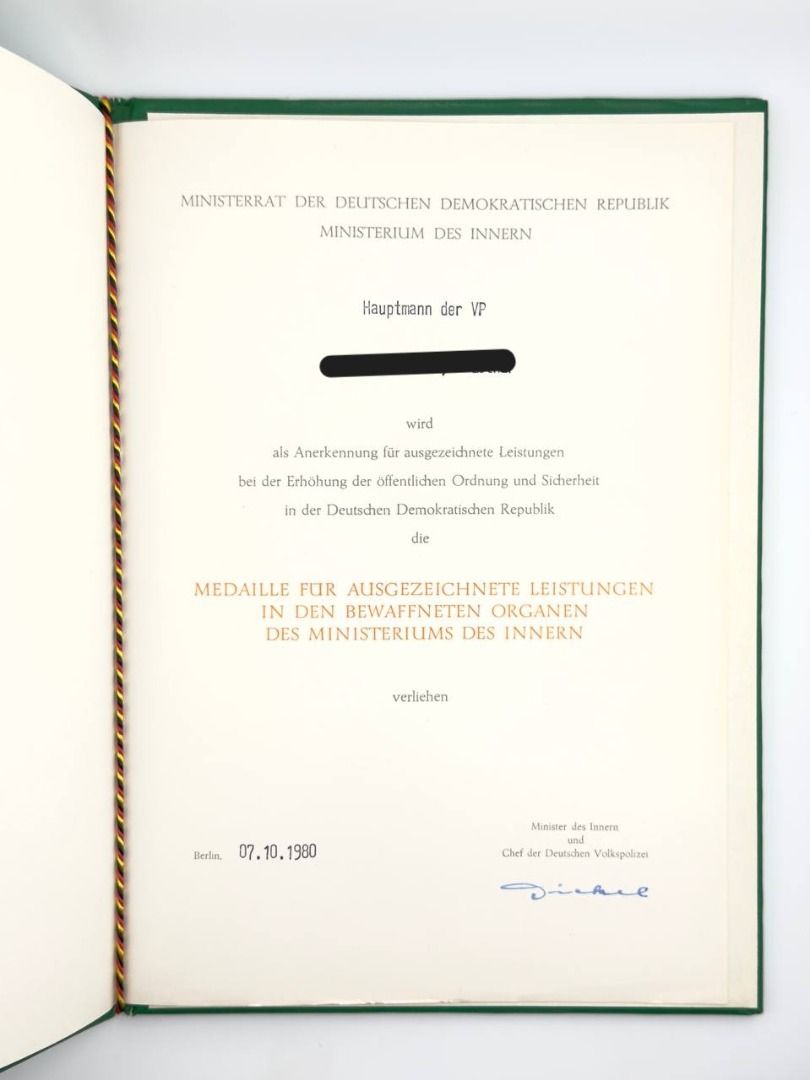 MINISTERRAT DER DEUTSCHEN DEMOKRATISCHEN REPUBLIK
MINISTERIUM DES INNERN
Hauptmann der VP
wird
als Anerkennung für ausgezeichnete Leistungen
bei der Erhöhung der öffentlichen Ordnung und Sicherheit
in der Deutschen Demokratischen Republik
die
MEDAILLE FÜR AUSGEZEICHNETE LEISTUNGEN
IN DEN BEWAFFNETEN ORGANEN
DES MINISTERIUMS DES INNERN
verliehen
Minister des Innern
und
Chef der Deutschen Volkspolizei
Berlin, 07.10.1980
Dickel